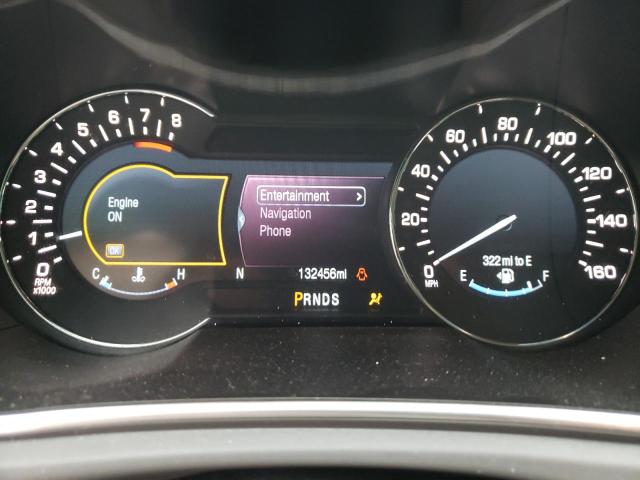 8
7
6
5
4
3
2
1
0
RPM
x1000
Engine
ON
OK
C H
Entertainment >
Navigation
Phone
N 132456mi
PRNDS
0
20
40
60
80
100
120
140
160
MPH
322 mi to E
E F